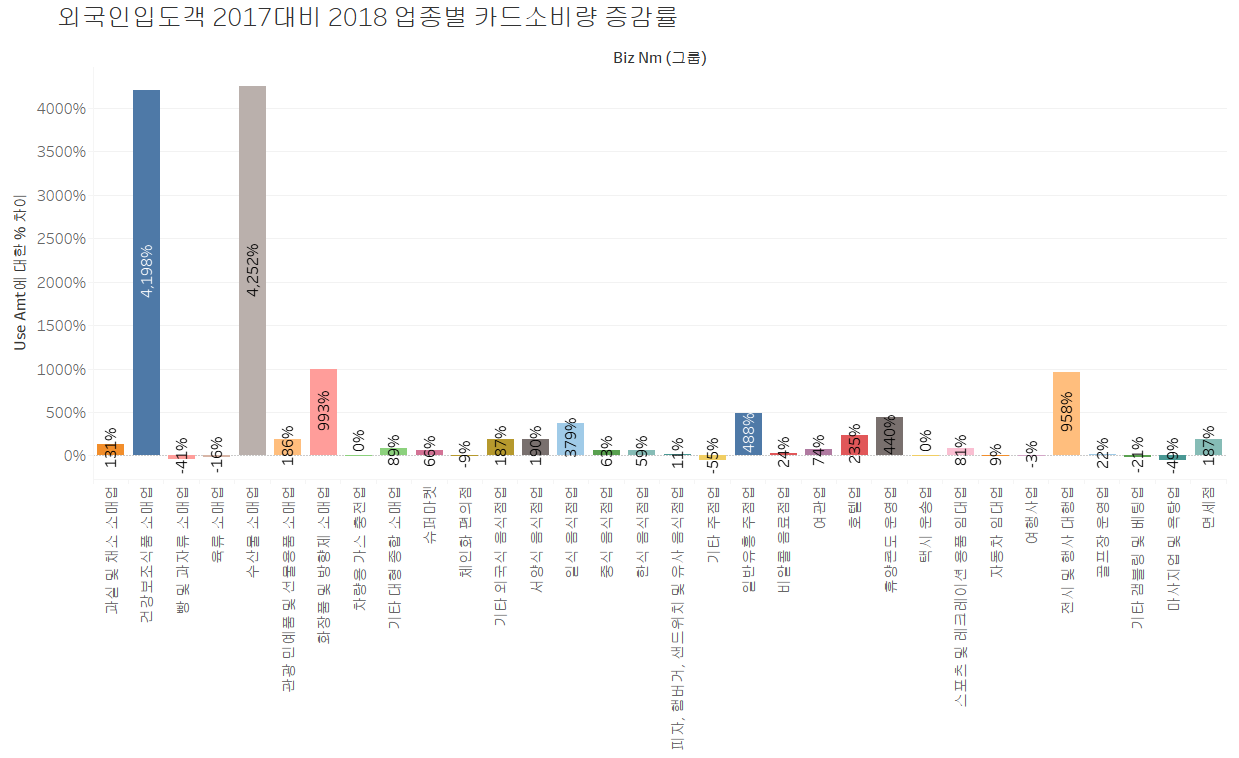 외국인입도객 2017대비 2018 업종별 카드소비량 증감률
Biz Nm (그룹)
Use Amt에 대한 % 차이
4000%
3500%
3000%
2500%
2000%
1500%
1000%
500%
0%
131%
4,198%
-41%
-16%
4,252%
186%
993%
0%
89%
66%
-9%
187%
190%
379%
63%
59%
11%
-55%
488%
24%
74%
235%
440%
0%
81%
9%
-3%
958%
22%
-21%
-49%
187%
과실 및 채소 소매업
건강보조식품 소매업
빵 및 과자류 소매업
육류 소매업
수산물 소매업
관광 민예품 및 선물용품 소매업
화장품 및 방향제 소매업
차량용 가스 충전업
기타 대형 종합 소매업
슈퍼마켓
체인화 편의점
기타 외국식 음식점업
서양식 음식점업
일식 음식점업
중식 음식점업
한식 음식점업
피자, 햄버거, 샌드위치 및 유사 음식점업
기타 주점업
일반유흥 주점업
비알콜 음료점업
여관업
호텔업
휴양콘도 운영업
택시 운송업
스포츠 및 레크레이션 용품 임대업
자동차 임대업
여행사업
전시 및 행사 대행업
골프장 운영업
기타 갬블링 및 베팅업
마사지업 및 욕탕업
면세점